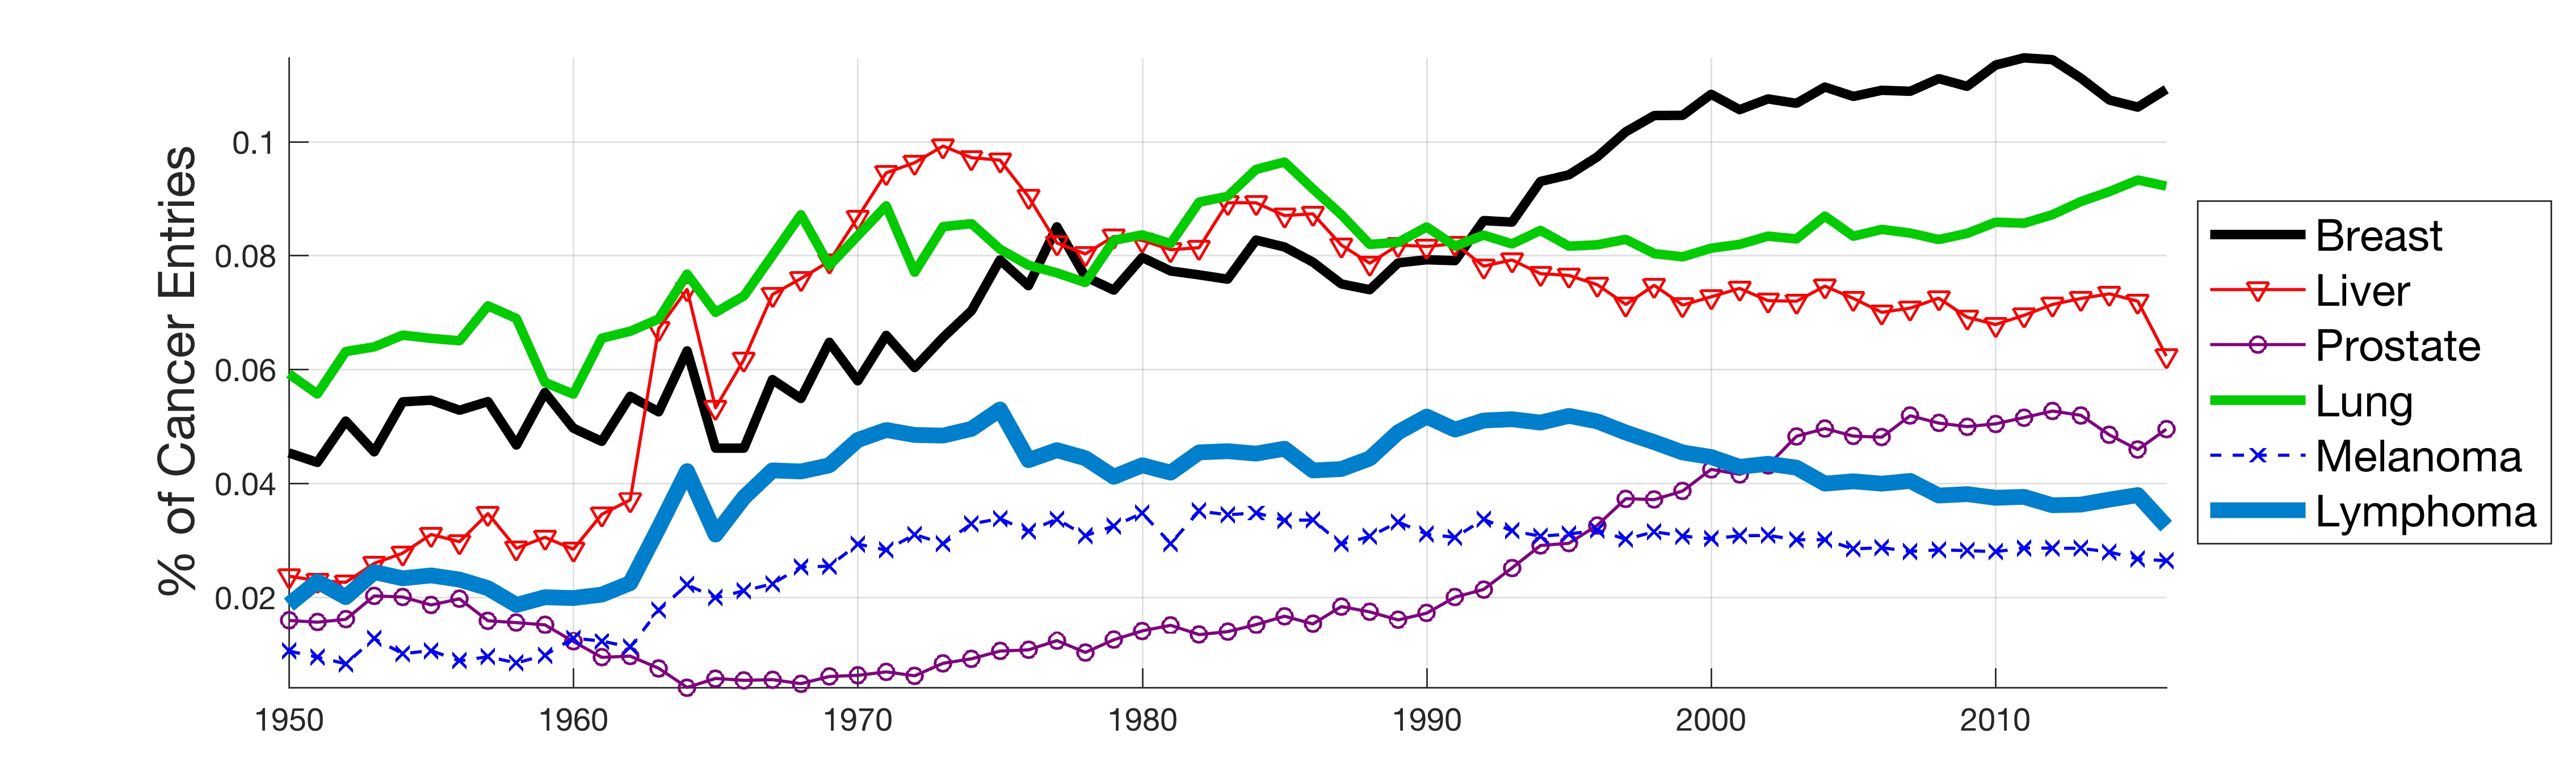 % of Cancer Entries
0.1
0.08
0.06
0.04
0.02
1950 1960 1970 1980 1990 2000 2010
Breast
Liver
Prostate
Lung
Melanoma
Lymphoma